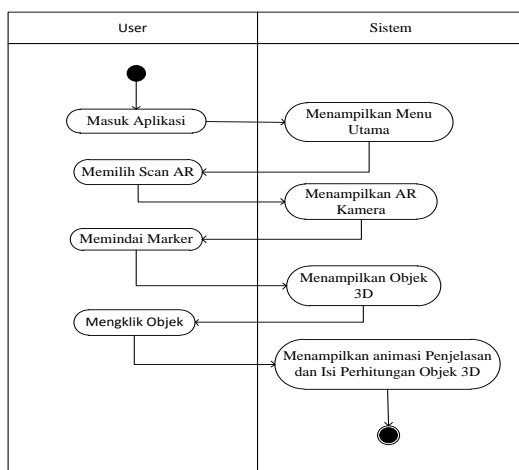 User
Sistem
Masuk Aplikasi
Menampilkan Menu
Utama
Memilih Scan AR
Menampilkan AR
Kamera
Memindai Marker
Menampilkan Objek
3D
Mengklik Objek
Menampilkan animasi Penjelasan
dan Isi Perhitungan Objek 3D